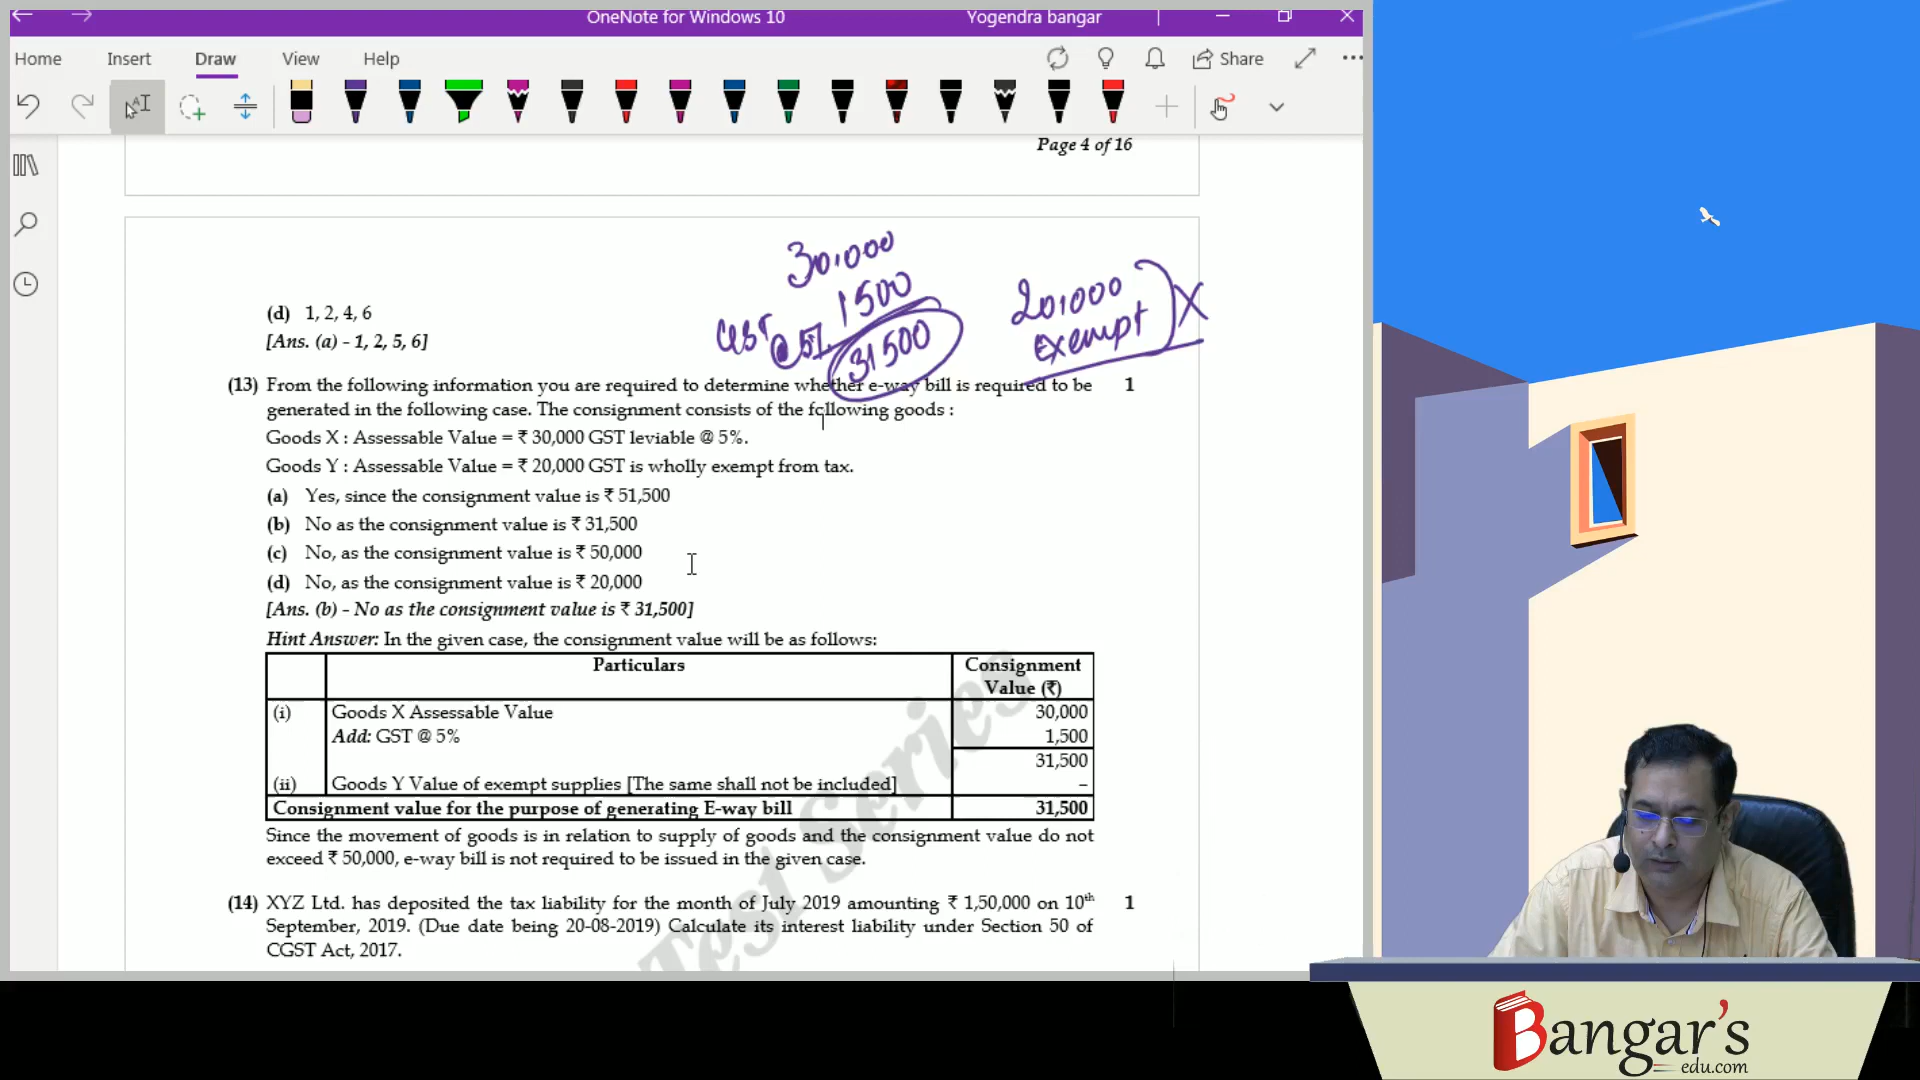 OneNote for Windows 10
Yogendra bangar
Home Insert Draw View Help
Share
Page 4 of 16
30,000
1500
GST @ 5%
31500
20,000
exempt
X
(d) 1, 2, 4, 6
[Ans. (a) - 1, 2, 5, 6]
(13) From the following information you are required to determine whether e-way bill is required to be 1
generated in the following case. The consignment consists of the following goods :
Goods X : Assessable Value = ₹ 30,000 GST leviable @ 5%.
Goods Y : Assessable Value = ₹ 20,000 GST is wholly exempt from tax.
(a) Yes, since the consignment value is ₹ 51,500
(b) No as the consignment value is ₹ 31,500
(c) No, as the consignment value is ₹ 50,000
(d) No, as the consignment value is ₹ 20,000
[Ans. (b) - No as the consignment value is ₹ 31,500]
Hint Answer: In the given case, the consignment value will be as follows:
Particulars Consignment
Value (₹)
(i) Goods X Assessable Value 30,000
Add: GST @ 5% 1,500
31,500
(ii) Goods Y Value of exempt supplies [The same shall not be included] –
Consignment value for the purpose of generating E-way bill 31,500
Since the movement of goods is in relation to supply of goods and the consignment value do not
exceed ₹ 50,000, e-way bill is not required to be issued in the given case.
(14) XYZ Ltd. has deposited the tax liability for the month of July 2019 amounting ₹ 1,50,000 on 10th 1
September, 2019. (Due date being 20-08-2019) Calculate its interest liability under Section 50 of
CGST Act, 2017.
Test Series
Bangar's
edu.com